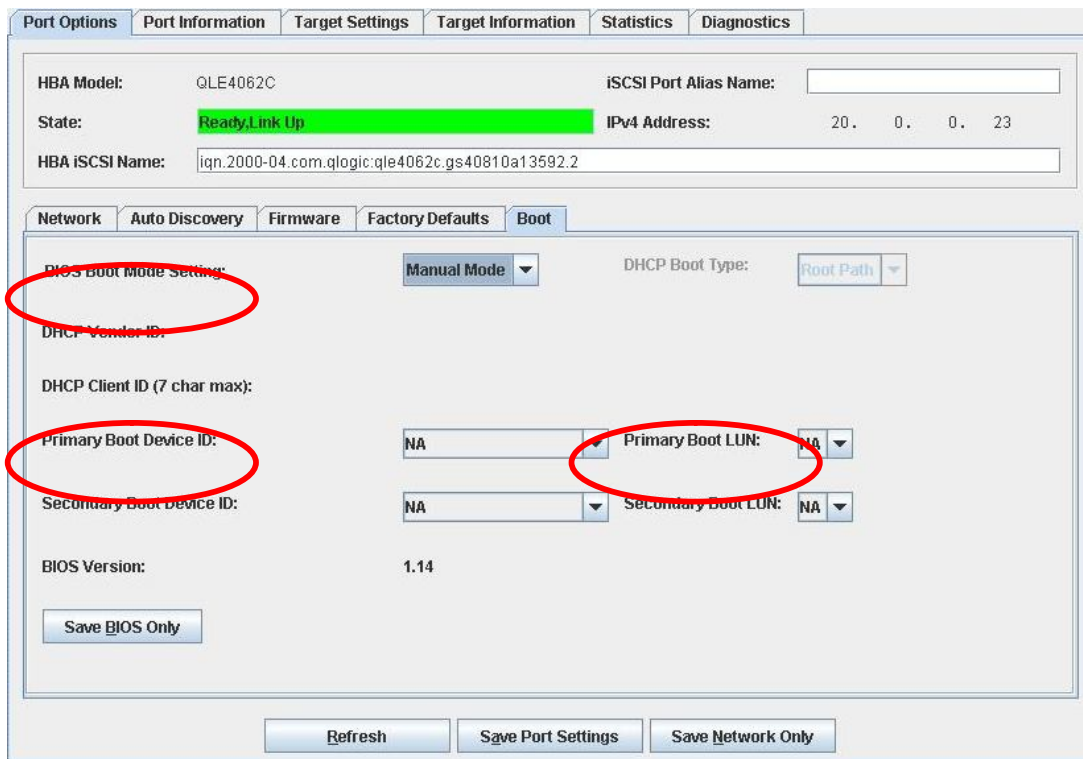 Port Options Port Information Target Settings Target Information Statistics Diagnostics
HBA Model: QLE4062C iSCSI Port Alias Name:
State: Ready,Link Up IPv4 Address: 20. 0. 0. 23
HBA iSCSI Name: iqn.2000-04.com.qlogic:qle4062c.gs40810a13592.2
Network Auto Discovery Firmware Factory Defaults Boot
BIOS Boot Mode Setting: Manual Mode DHCP Boot Type: Root Path
DHCP Vendor ID:
DHCP Client ID (7 char max):
Primary Boot Device ID: NA Primary Boot LUN: NA
Secondary Boot Device ID: NA Secondary Boot LUN: NA
BIOS Version: 1.14
Save BIOS Only
Refresh Save Port Settings Save Network Only